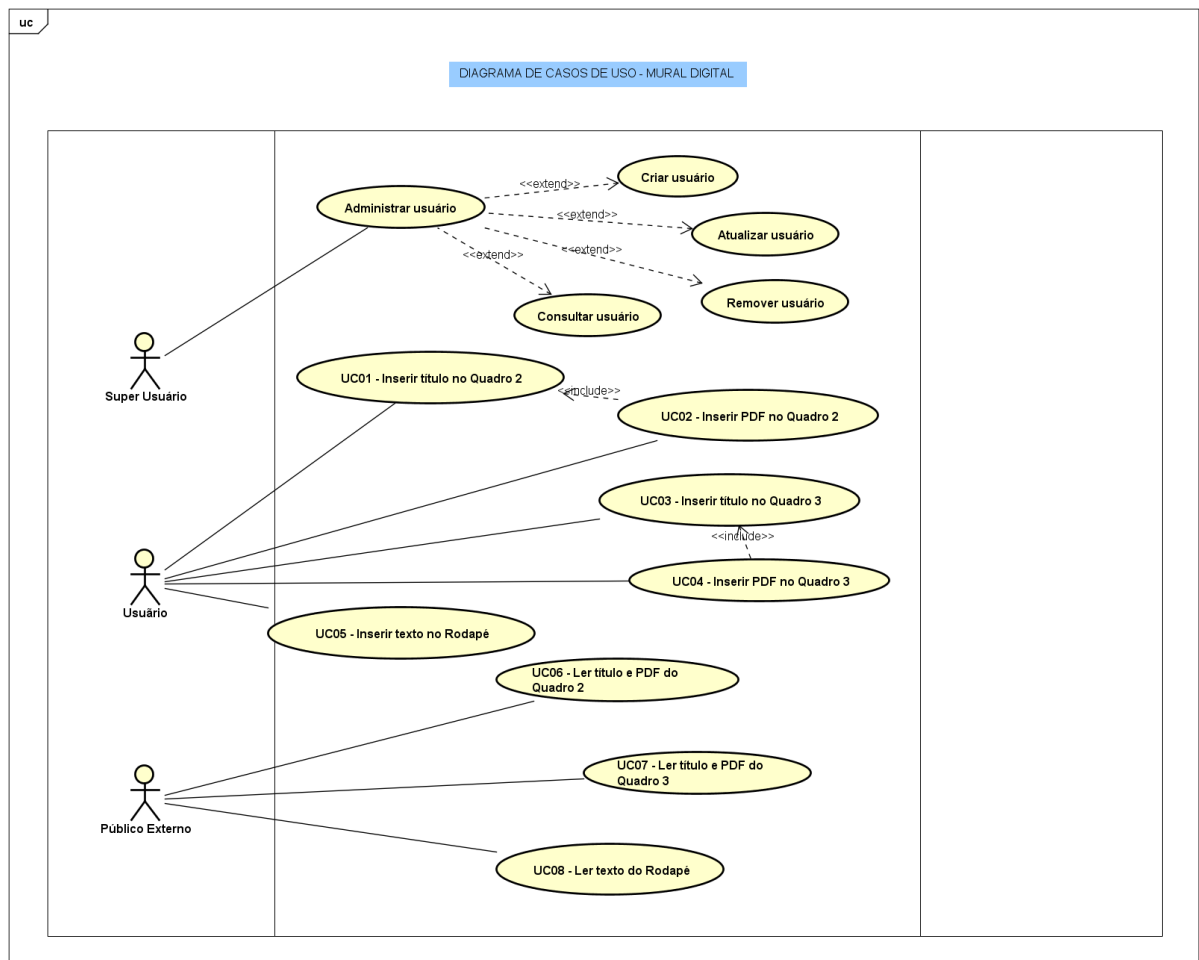 uc
DIAGRAMA DE CASOS DE USO - MURAL DIGITAL
Criar usuário
<<extend>>
Administrar usuário
<<extend>>
Atualizar usuário
<<extend>>
<<extend>>
Remover usuário
Consultar usuário
Super Usuário
UC01 - Inserir título no Quadro 2
<<include>>
UC02 - Inserir PDF no Quadro 2
UC03 - Inserir título no Quadro 3
<<include>>
UC04 - Inserir PDF no Quadro 3
Usuãrio
UC05 - Inserir texto no Rodapé
UC06 - Ler título e PDF do
Quadro 2
UC07 - Ler título e PDF do
Quadro 3
Público Externo
UC08 - Ler texto do Rodapé